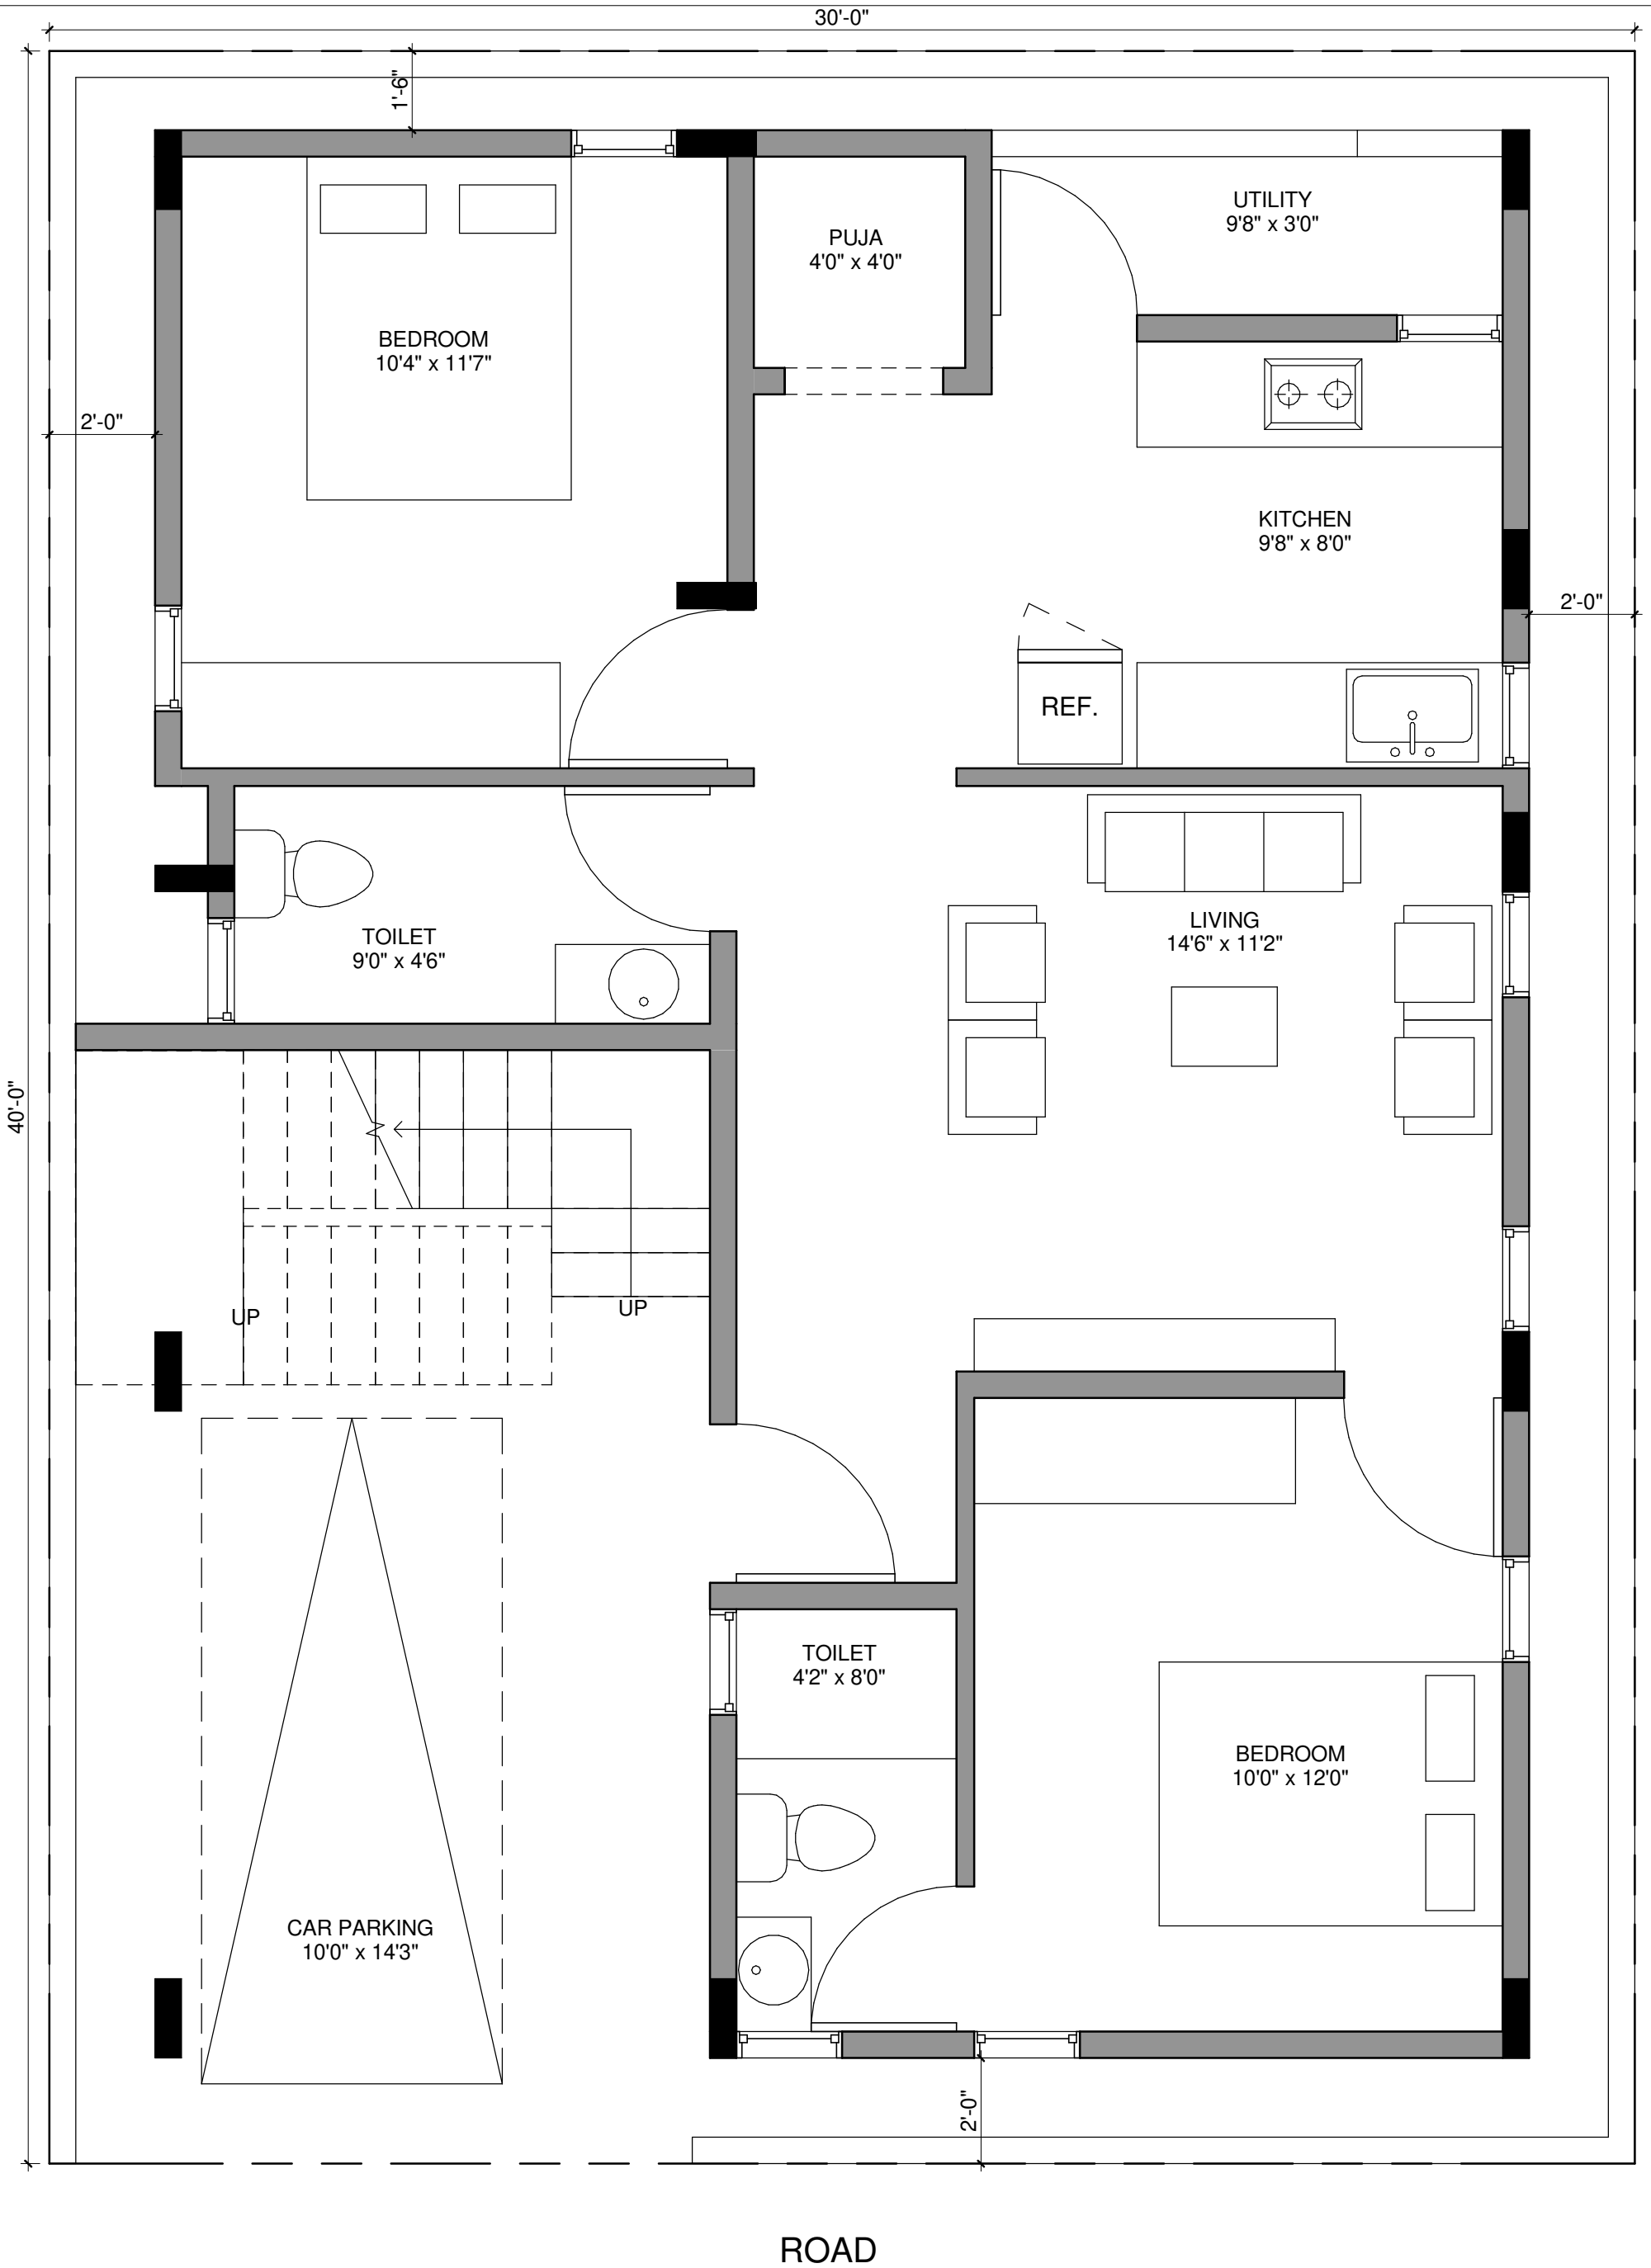 30'-0"
1'-6"
UTILITY
9'8" x 3'0"
PUJA
4'0" x 4'0"
BEDROOM
10'4" x 11'7"
2'-0"
KITCHEN
9'8" x 8'0"
2'-0"
REF.
LIVING
14'6" x 11'2"
TOILET
9'0" x 4'6"
40'-0"
UP
UP
TOILET
4'2" x 8'0"
BEDROOM
10'0" x 12'0"
CAR PARKING
10'0" x 14'3"
2'-0"
ROAD